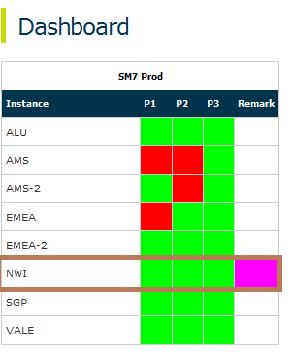 Dashboard
SM7 Prod
Instance P1 P2 P3 Remark
ALU
AMS
AMS-2
EMEA
EMEA-2
NWI
SGP
VALE